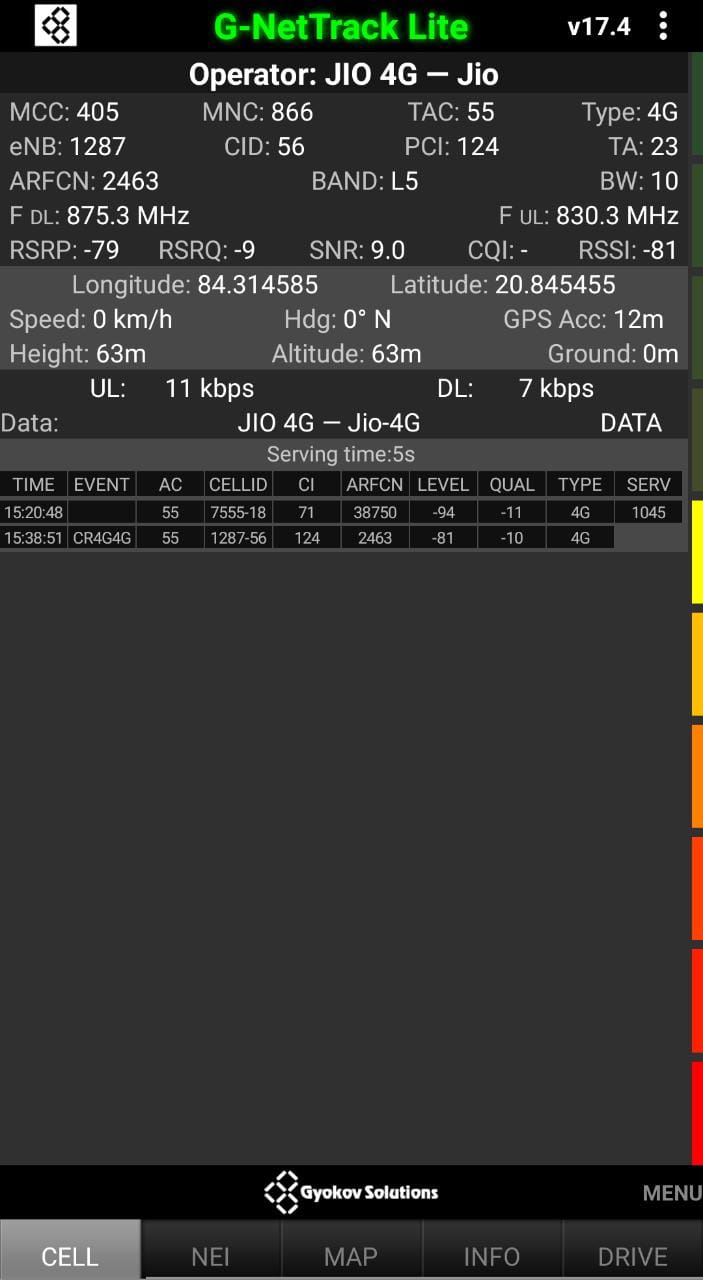 G-NetTrack Lite v17.4
Operator: JIO 4G — Jio
MCC: 405 MNC: 866 TAC: 55 Type: 4G
eNB: 1287 CID: 56 PCI: 124 TA: 23
ARFCN: 2463 BAND: L5 BW: 10
F DL: 875.3 MHz F UL: 830.3 MHz
RSRP: -79 RSRQ: -9 SNR: 9.0 CQI: - RSSI: -81
Longitude: 84.314585 Latitude: 20.845455
Speed: 0 km/h Hdg: 0° N GPS Acc: 12m
Height: 63m Altitude: 63m Ground: 0m
UL: 11 kbps DL: 7 kbps
Data: JIO 4G — Jio-4G DATA
Serving time:5s
TIME EVENT AC CELLID CI ARFCN LEVEL QUAL TYPE SERV
15:20:48 55 7555-18 71 38750 -94 -11 4G 1045
15:38:51 CR4G4G 55 1287-56 124 2463 -81 -10 4G
Gyokov Solutions MENU
CELL NEI MAP INFO DRIVE